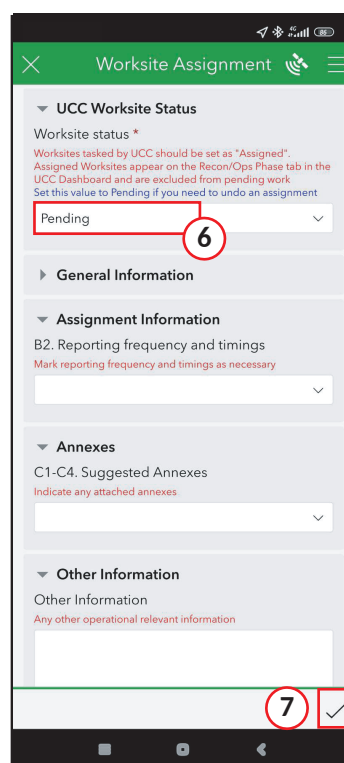 Worksite Assignment
UCC Worksite Status
Worksite status *
Worksites tasked by UCC should be set as "Assigned".
Assigned Worksites appear on the Recon/Ops Phase tab in the
UCC Dashboard and are excluded from pending work
Set this value to Pending if you need to undo an assignment
Pending
6
General Information
Assignment Information
B2. Reporting frequency and timings
Mark reporting frequency and timings as necessary
Annexes
C1-C4. Suggested Annexes
Indicate any attached annexes
Other Information
Other Information
Any other operational relevant information
7